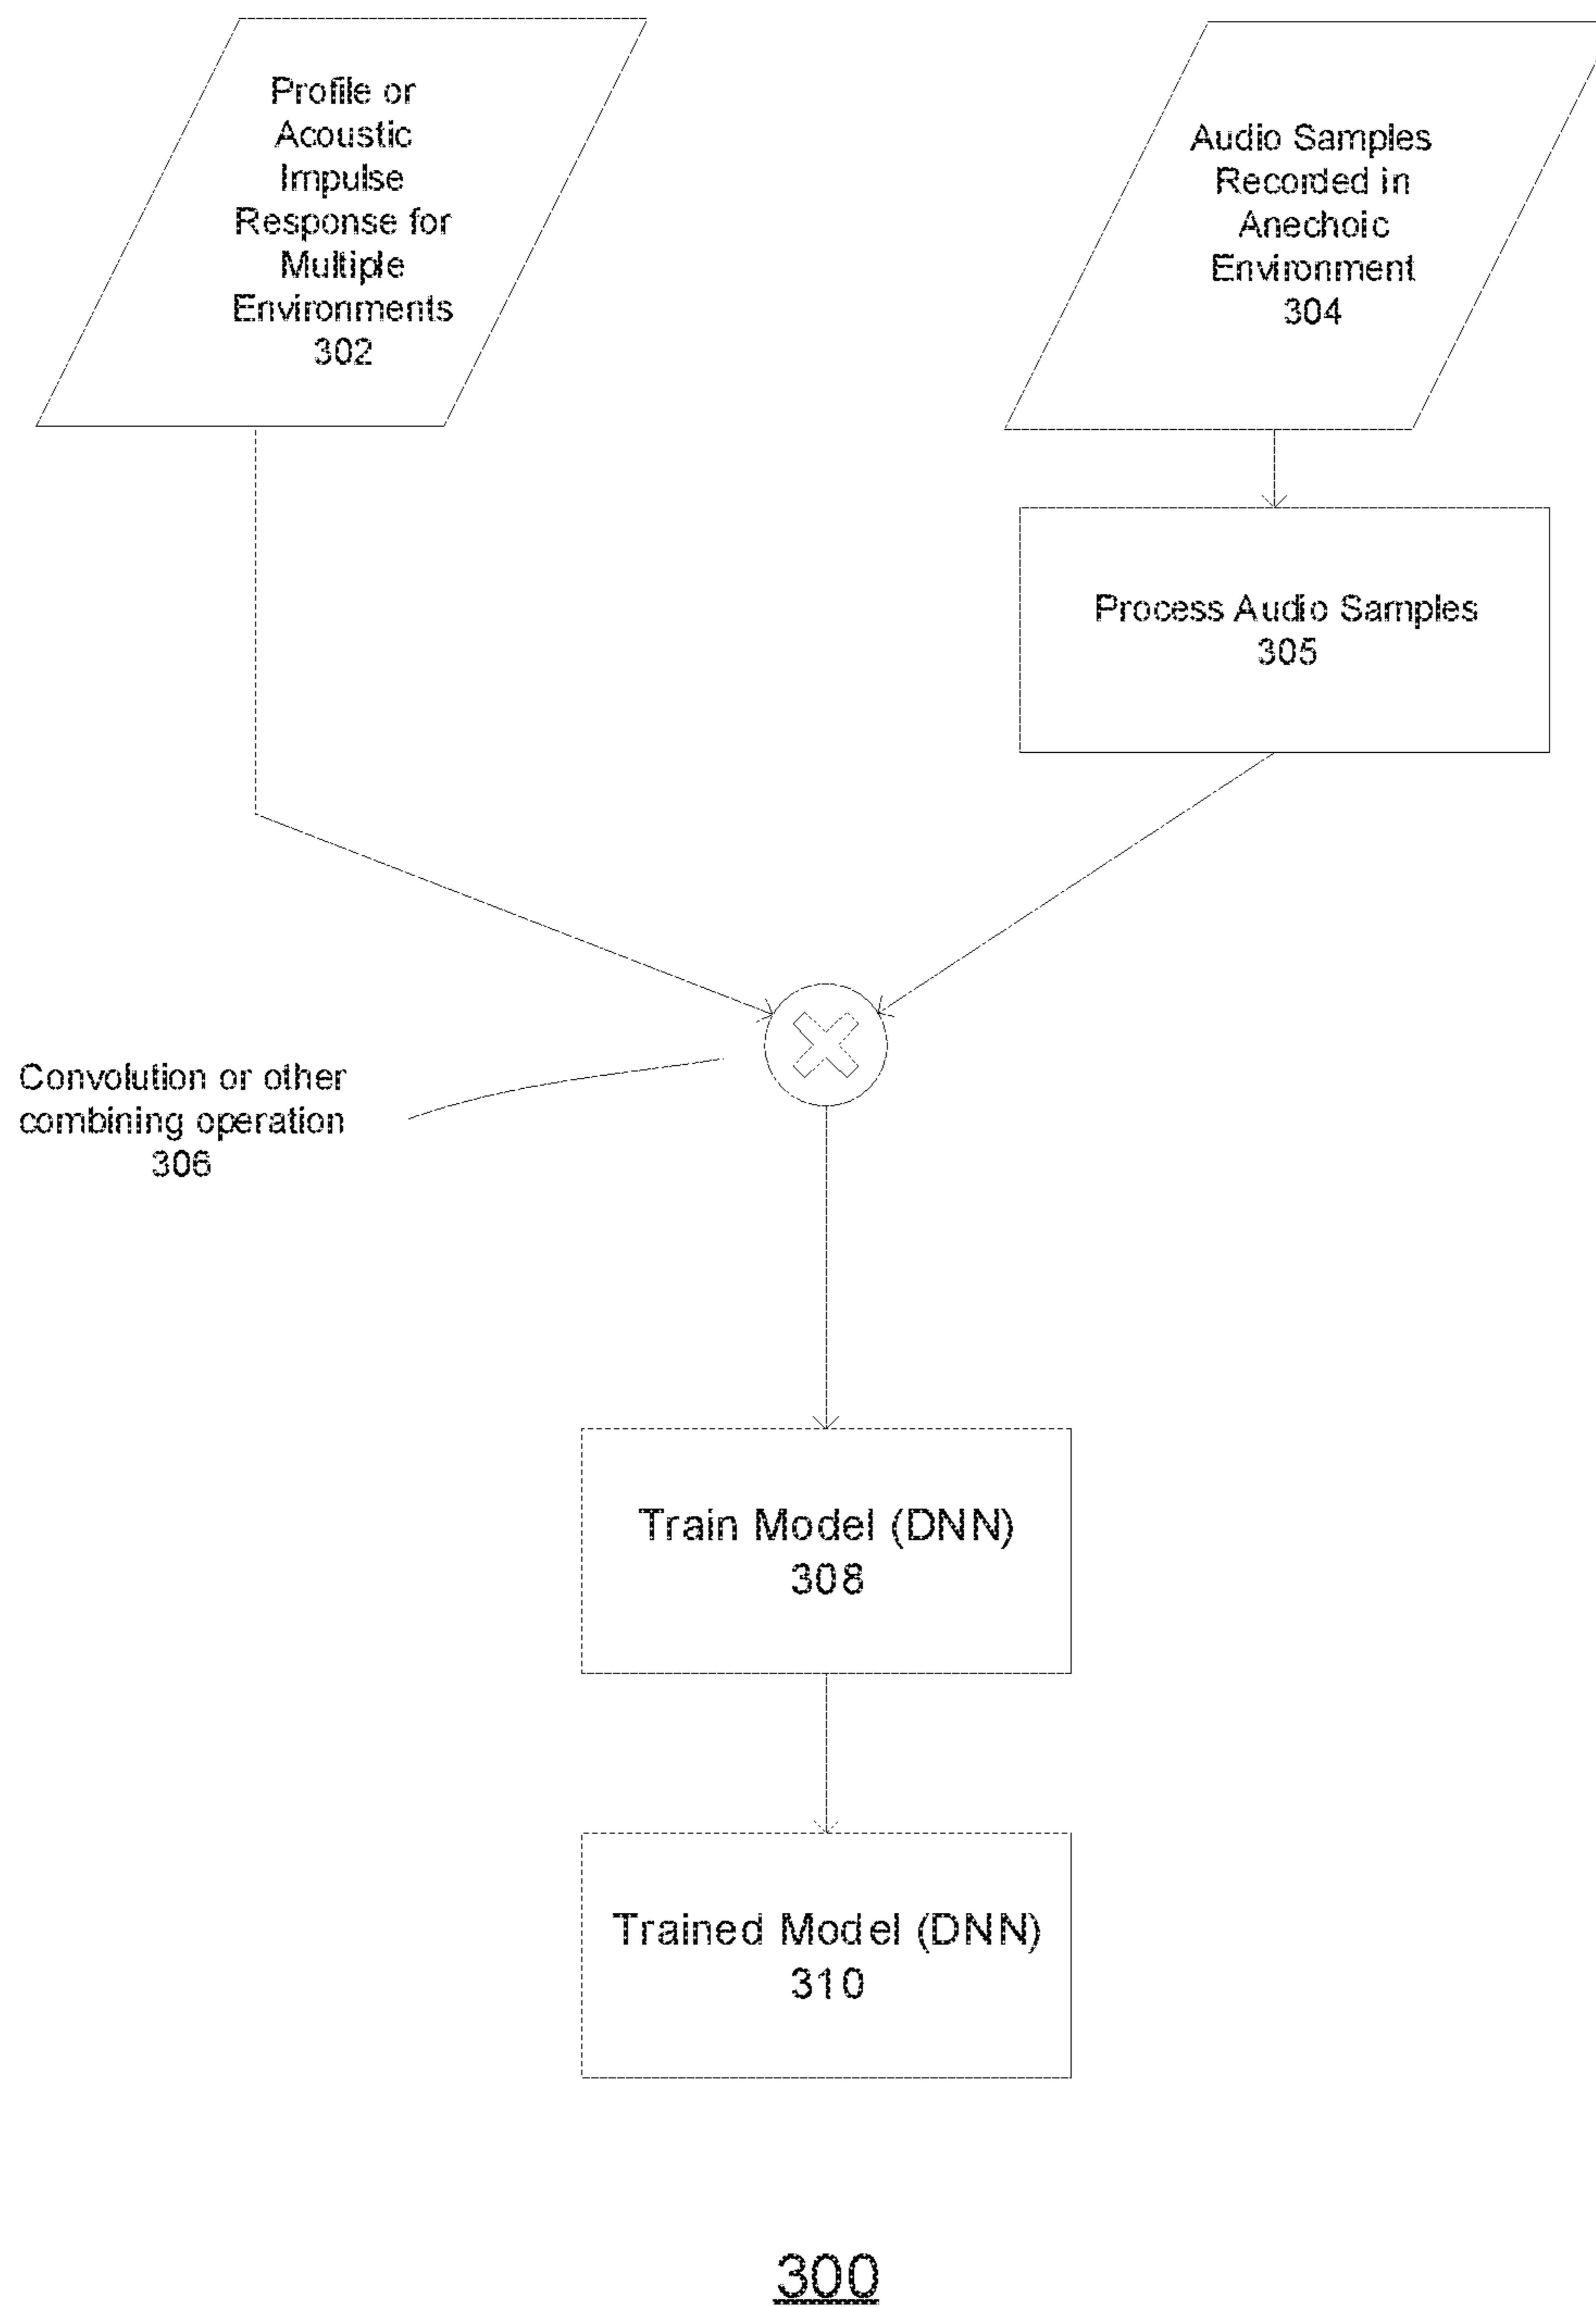 Profile or
Acoustic
Impulse
Response for
Multiple
Environments
302
Audio Samples
Recorded in
Anechoic
Environment
304
Process Audio Samples
305
Convolution or other
combining operation
306
Train Model (DNN)
308
Trained Model (DNN)
310
300